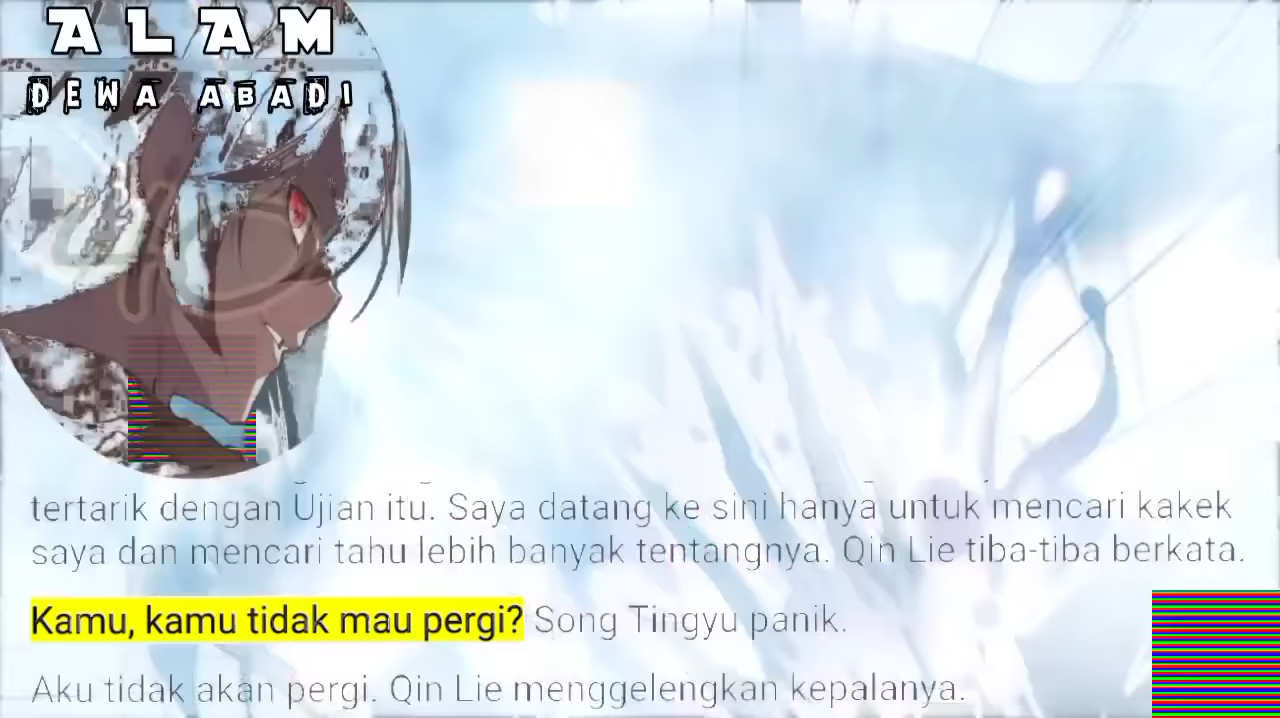 ALAM
DEWA ABADI
tertarik dengan Ujian itu. Saya datang ke sini hanya untuk mencari kakek
saya dan mencari tahu lebih banyak tentangnya. Qin Lie tiba-tiba berkata.
Kamu, kamu tidak mau pergi? Song Tingyu panik.
Aku tidak akan pergi. Qin Lie menggelengkan kepalanya.